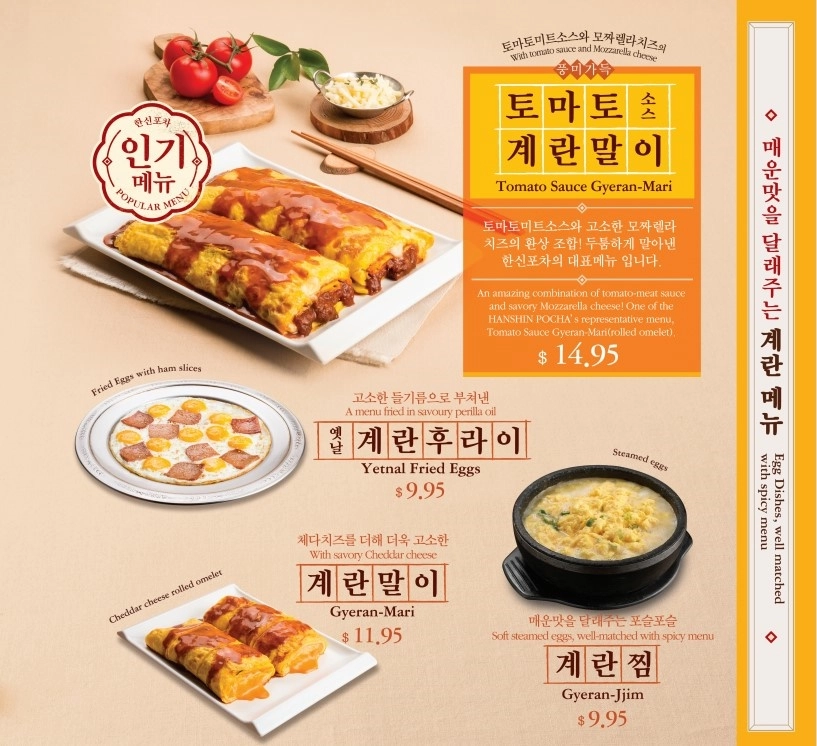 토마토미트소스와 모짜렐라치즈의
With tomato sauce and Mozzarella cheese
풍미가득
토마토 소스
계란말이
Tomato Sauce Gyeran-Mari
토마토미트소스와 고소한 모짜렐라
치즈의 환상 조합! 두툼하게 말아낸
한신포차의 대표메뉴 입니다.
An amazing combination of tomato-meat sauce
and savory Mozzarella cheese! One of the
HANSHIN POCHA's representative menu,
Tomato Sauce Gyeran-Mari(rolled omelet).
$ 14.95
한신포차
인기
메뉴
POPULAR MENU
Fried Eggs with ham slices
고소한 들기름으로 부쳐낸
A menu fried in savoury perilla oil
옛날 계란후라이
Yetnal Fried Eggs
$ 9.95
Cheddar cheese rolled omelet
체다치즈를 더해 더욱 고소한
With savory Cheddar cheese
계란말이
Gyeran-Mari
$ 11.95
Steamed eggs
매운맛을 달래주는 포슬포슬
Soft steamed eggs, well-matched with spicy menu
계란찜
Gyeran-Jjim
$ 9.95
매운맛을 달래주는 계란 메뉴
Egg Dishes, well matched
with spicy menu